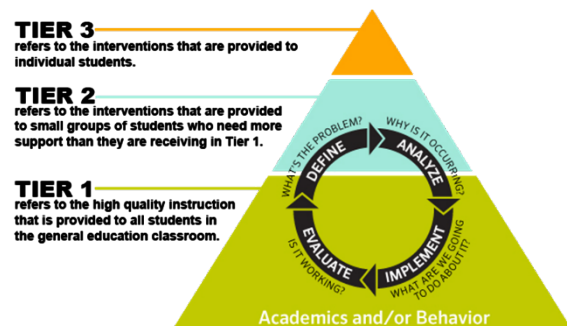 TIER 3
refers to the interventions that are provided to
individual students.
TIER 2
refers to the interventions that are provided
to small groups of students who need more
support than they are receiving in Tier 1.
TIER 1
refers to the high quality instruction
that is provided to all students in
the general education classroom.
WHAT'S THE PROBLEM?
DEFINE
WHY IS IT OCCURRING?
ANALYZE
WHAT ARE WE GOING
TO DO ABOUT IT?
IMPLEMENT
IS IT WORKING?
EVALUATE
Academics and/or Behavior